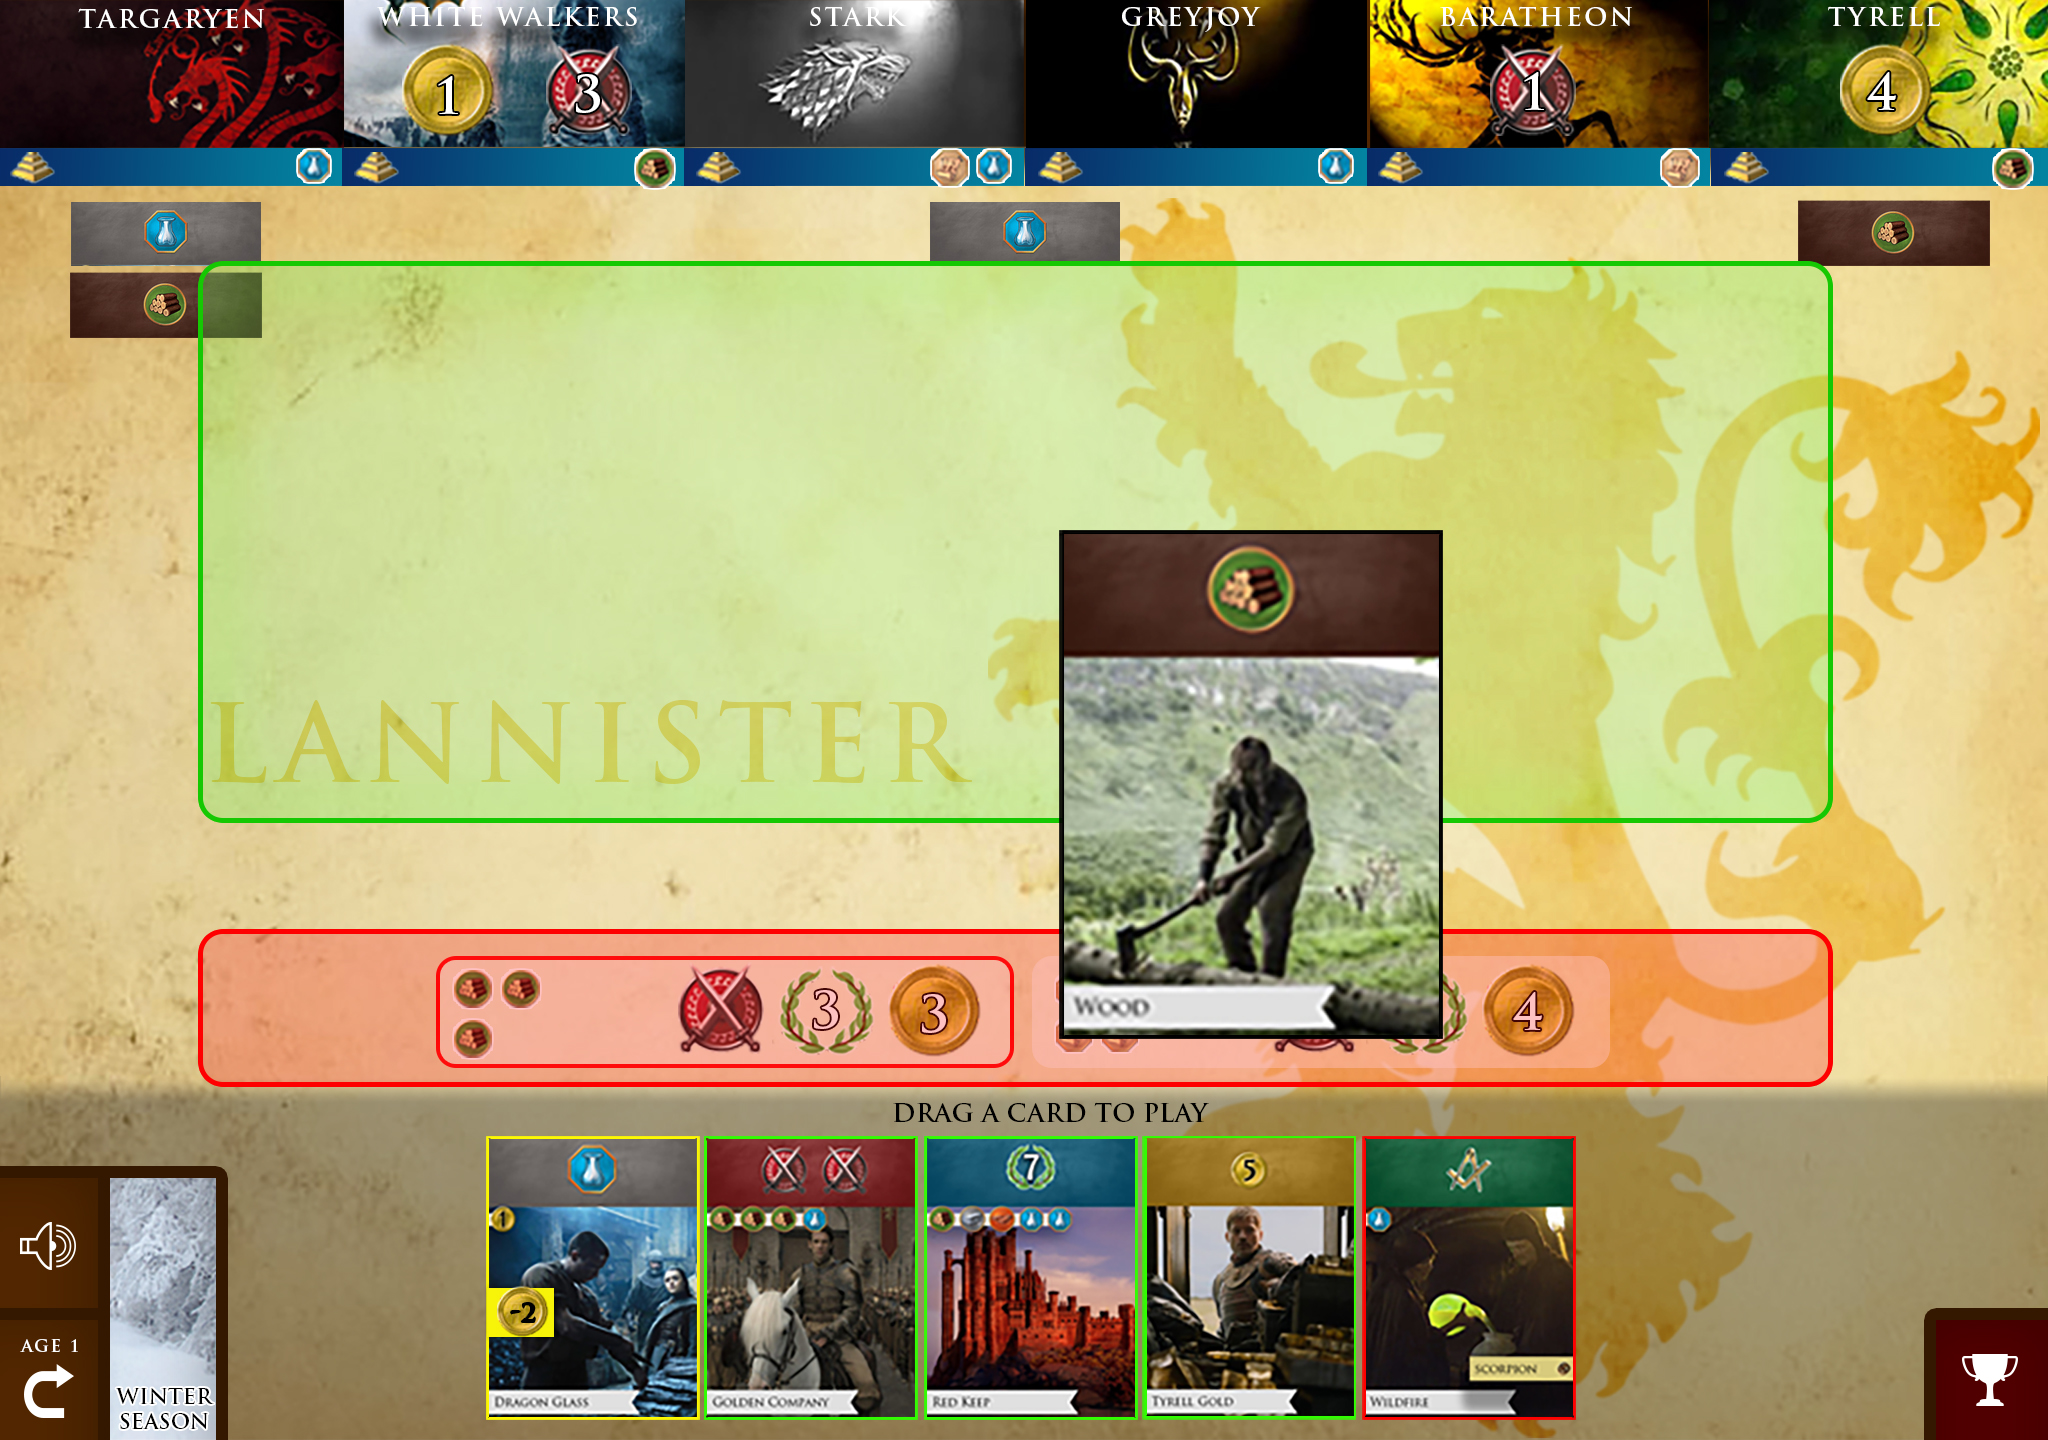 TARGARYEN
WHITE WALKERS
STARK
GREYJOY
BARATHEON
TYRELL
1
3
1
4
LANNISTER
WOOD
3
3
4
DRAG A CARD TO PLAY
7
5
1
-2
SCORPION
DRAGON GLASS
GOLDEN COMPANY
RED KEEP
TYRELL GOLD
WILDFIRE
AGE 1
WINTER
SEASON